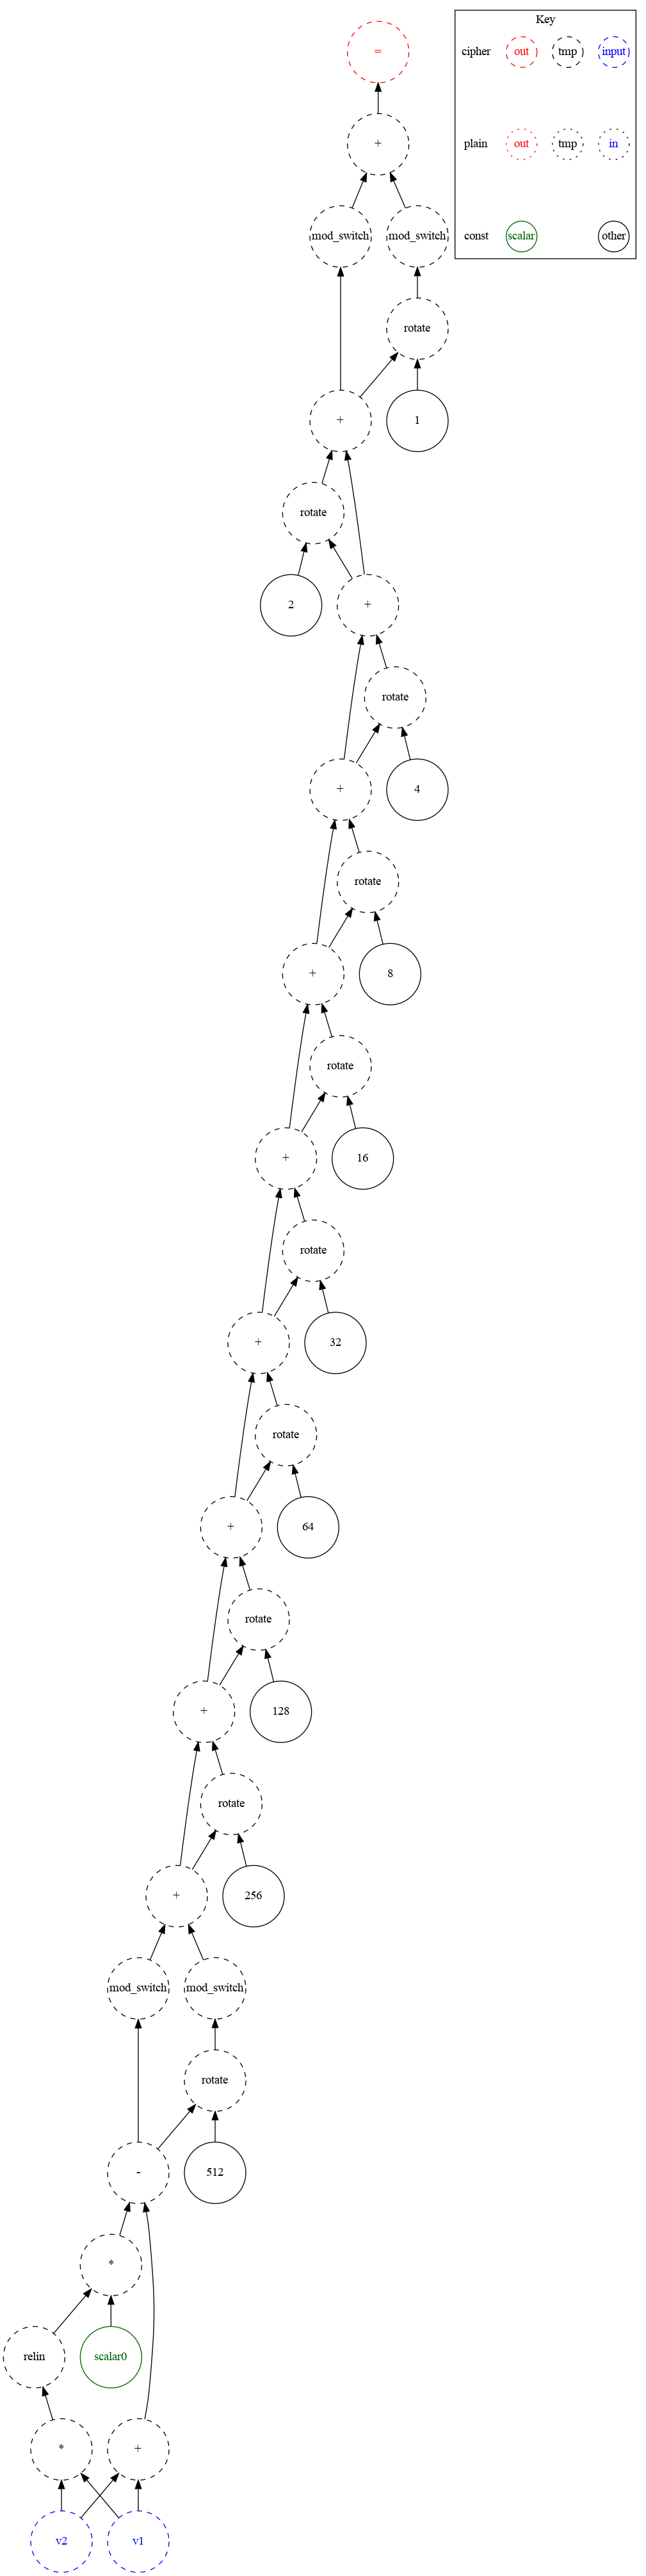 Key
cipher
out
tmp
input
plain
out
tmp
in
const
scalar
other
=
+
mod_switch
mod_switch
rotate
+
1
rotate
2
+
rotate
+
4
rotate
+
8
rotate
+
16
rotate
+
32
rotate
+
64
rotate
+
128
rotate
+
256
mod_switch
mod_switch
rotate
-
512
*
relin
scalar0
*
+
v2
v1